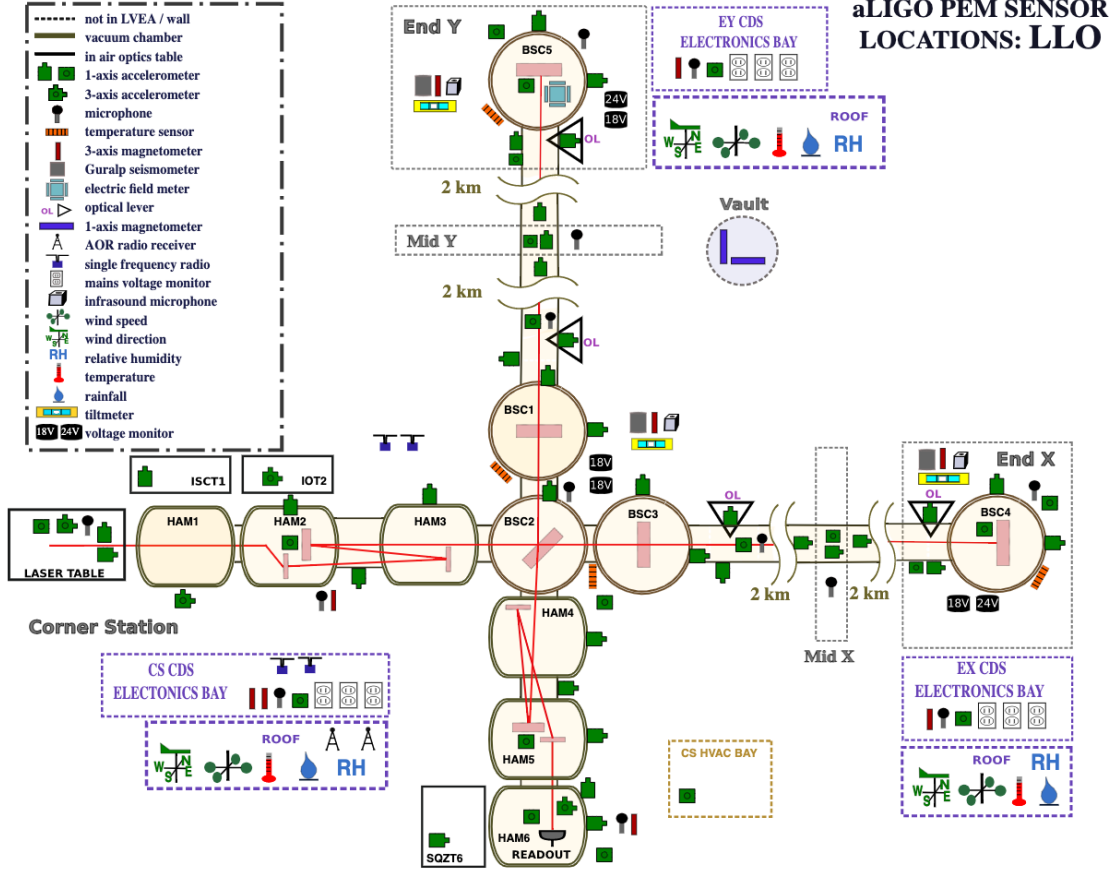 aLIGO PEM SENSOR
LOCATIONS: LLO
not in LVEA / wall
vacuum chamber
in air optics table
1-axis accelerometer
3-axis accelerometer
microphone
temperature sensor
3-axis magnetometer
Guralp seismometer
electric field meter
OL optical lever
1-axis magnetometer
AOR radio receiver
single frequency radio
mains voltage monitor
infrasound microphone
wind speed
W S N E wind direction
RH relative humidity
temperature
rainfall
tiltmeter
18V 24V voltage monitor
End Y
BSC5
24V
18V
OL
EY CDS
ELECTRONICS BAY
ROOF
W S N E
RH
2 km
Mid Y
Vault
2 km
OL
BSC1
18V
18V
ISCT1
IOT2
HAM1
HAM2
HAM3
BSC2
BSC3
OL
LASER TABLE
2 km
2 km
Mid X
End X
OL
BSC4
18V 24V
Corner Station
HAM4
HAM5
HAM6
READOUT
SQZT6
CS CDS
ELECTONICS BAY
ROOF
W S N E
RH
CS HVAC BAY
EX CDS
ELECTRONICS BAY
ROOF
RH
W S N E